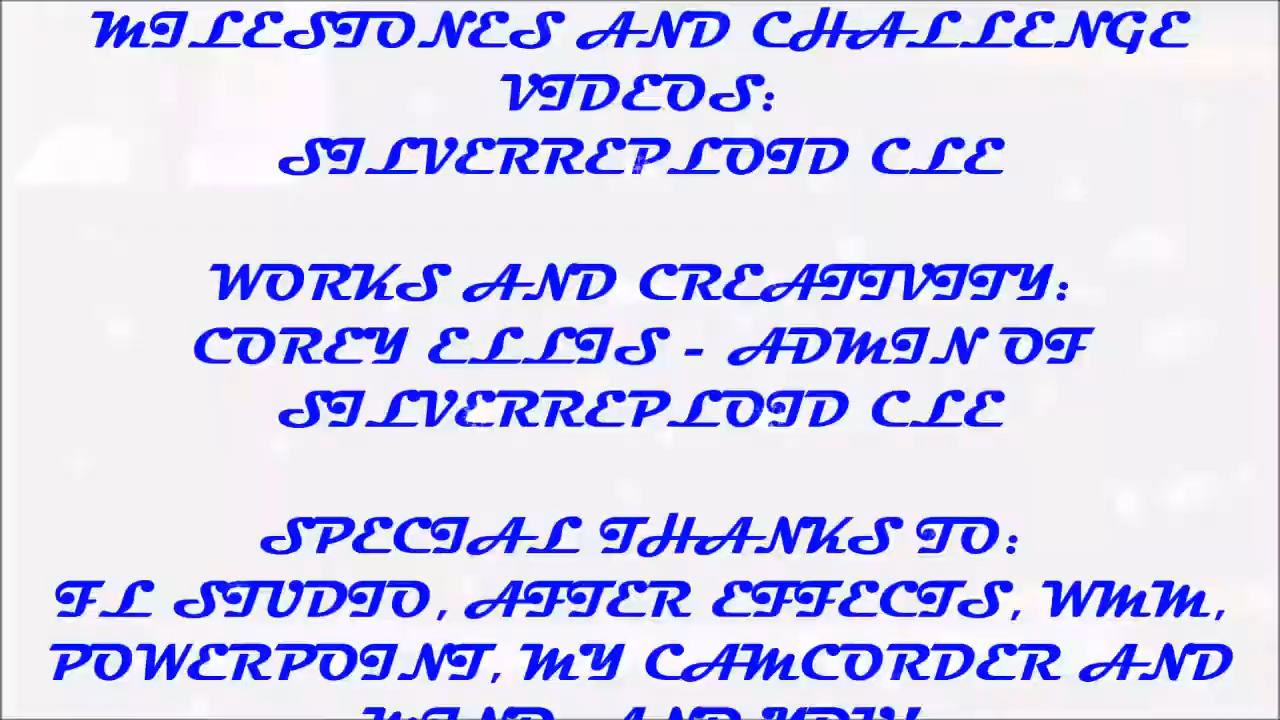 MILESTONES AND CHALLENGE
VIDEOS:
SILVERREPLOID CLE
WORKS AND CREATIVITY:
COREY ELLIS - ADMIN OF
SILVERREPLOID CLE
SPECIAL THANKS TO:
FL STUDIO, AFTER EFFECTS, WMM,
POWERPOINT, MY CAMCORDER AND
AND